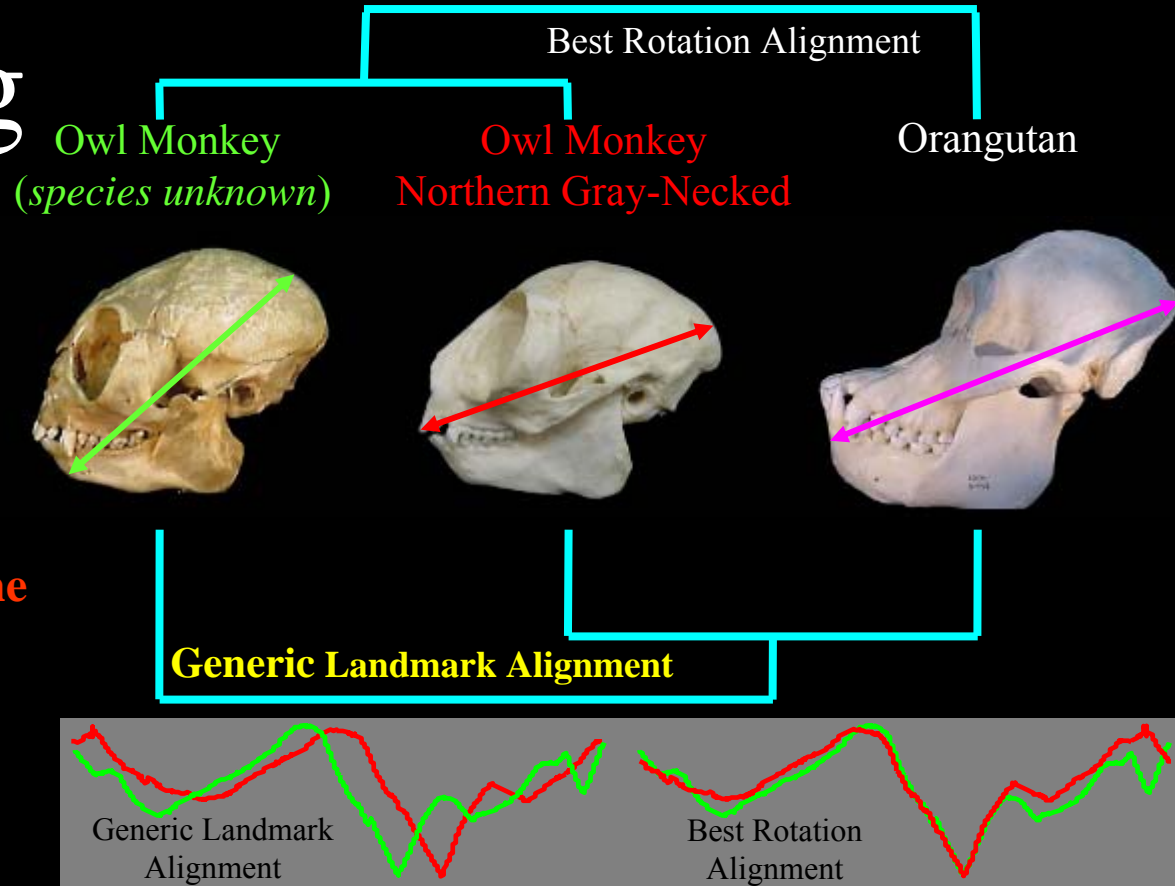 Best Rotation Alignment
g
Owl Monkey
(species unknown)
Owl Monkey
Northern Gray-Necked
Orangutan
ne
Generic Landmark Alignment
Generic Landmark
Alignment
Best Rotation
Alignment